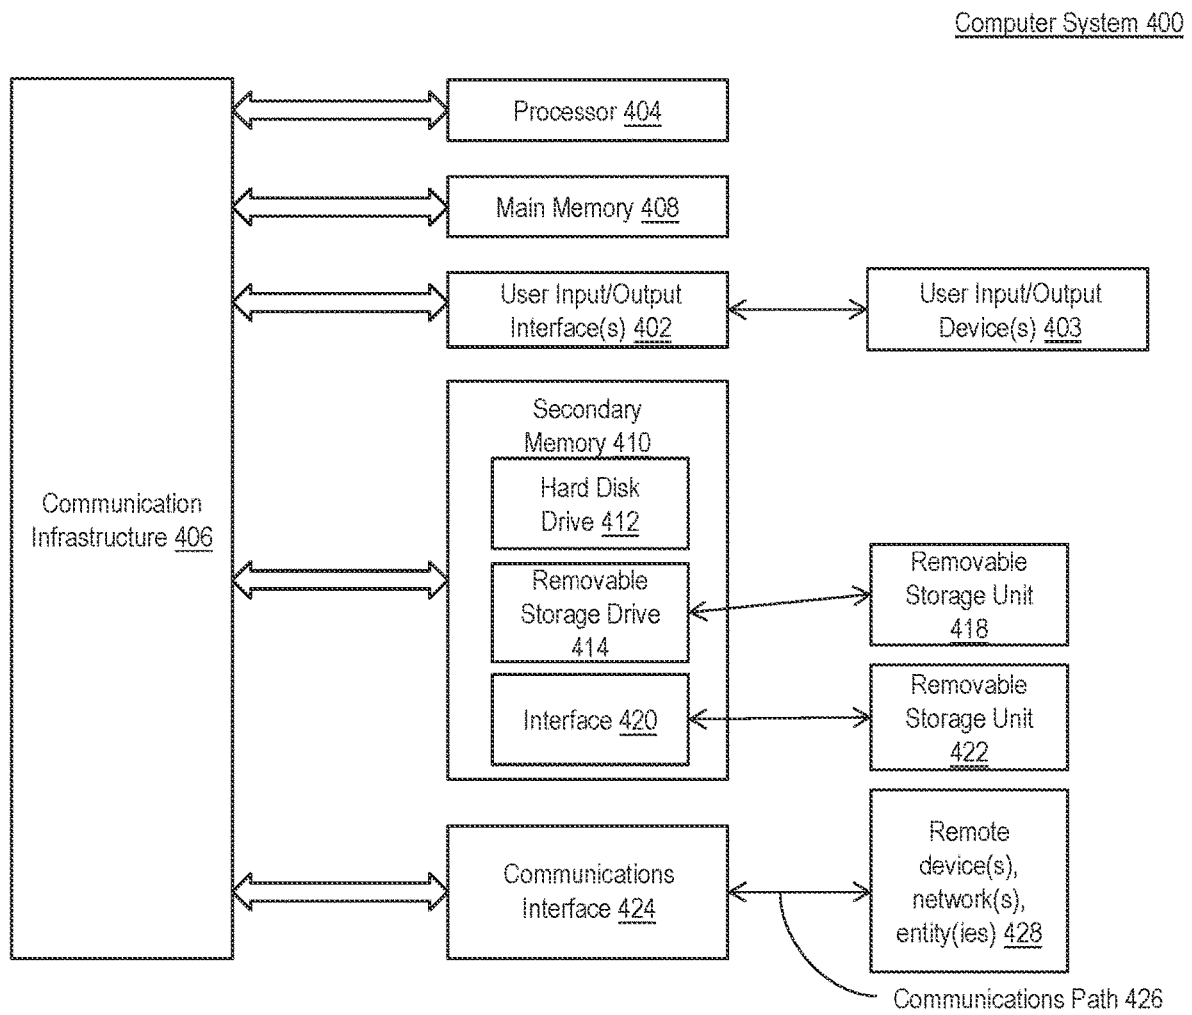 Computer System 400
Processor 404
Main Memory 408
User Input/Output
Interface(s) 402
User Input/Output
Device(s) 403
Secondary
Memory 410
Hard Disk
Drive 412
Communication
Infrastructure 406
Removable
Storage Drive
414
Removable
Storage Unit
418
Interface 420
Removable
Storage Unit
422
Communications
Interface 424
Remote
device(s),
network(s),
entity(ies) 428
Communications Path 426